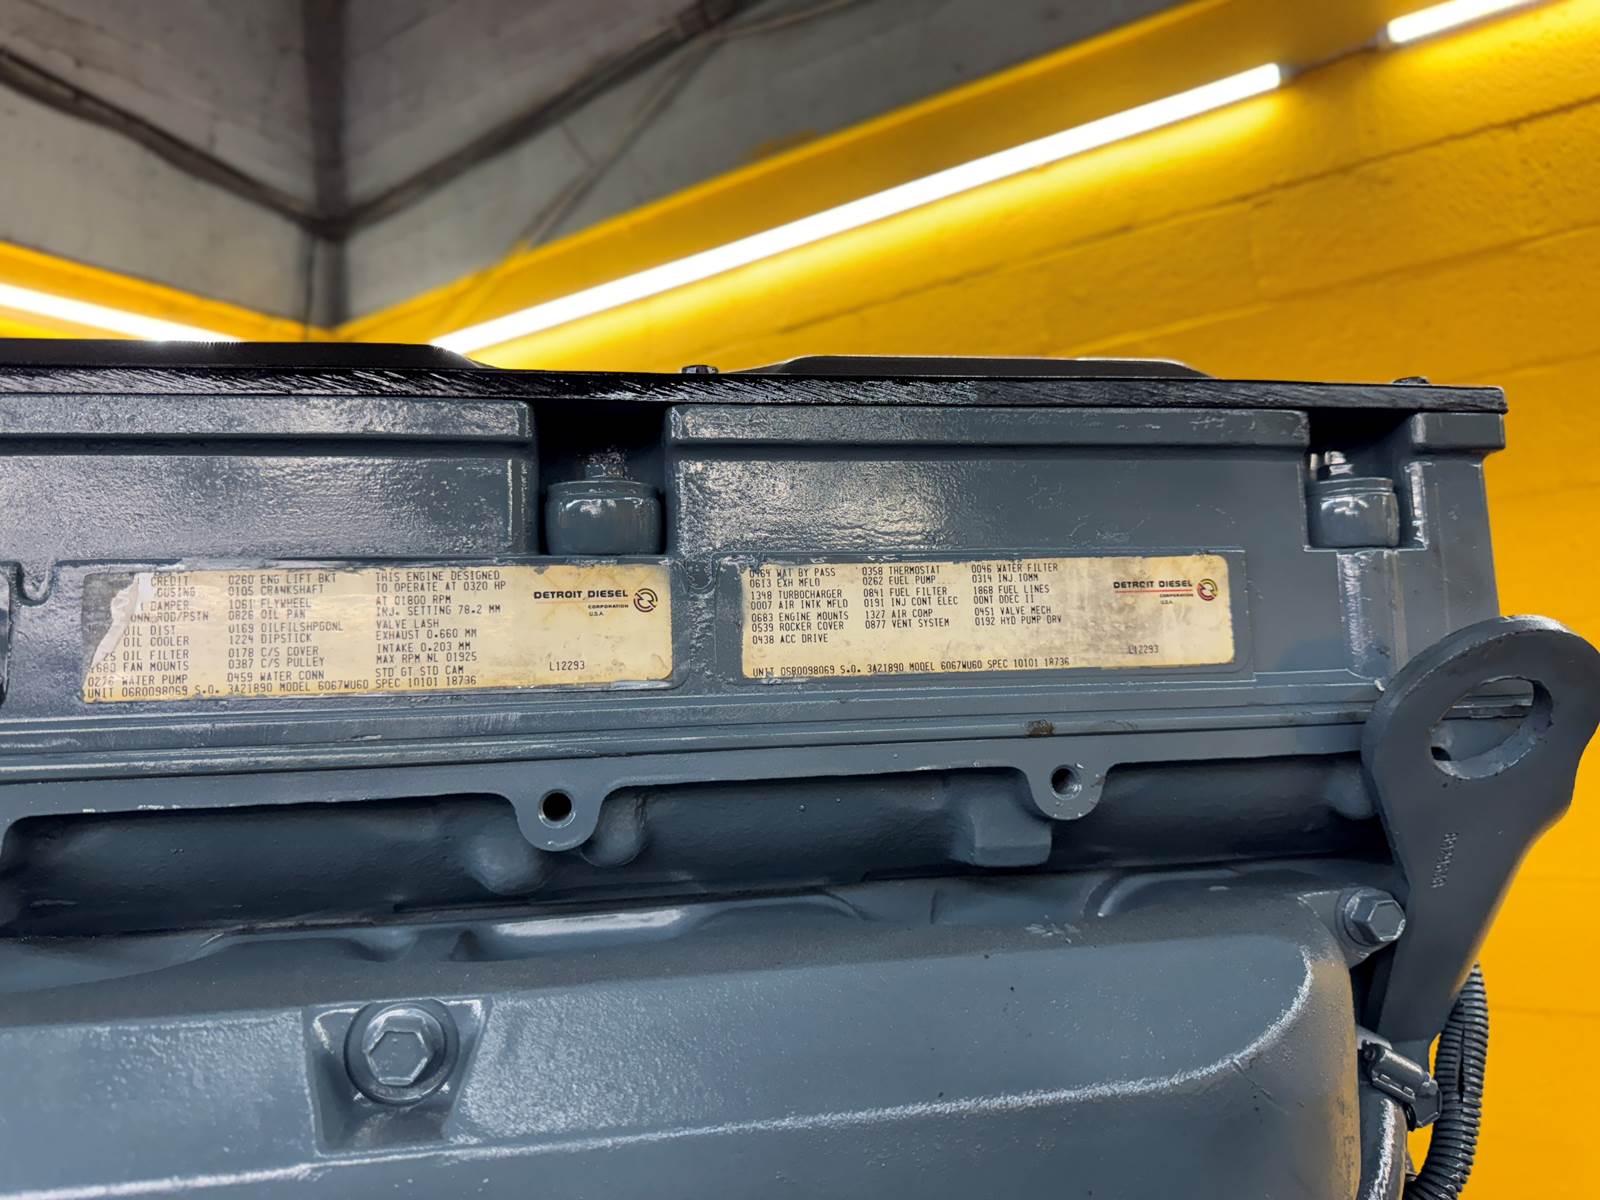 CREDIT
0260 ENG LIFT BKT
0105 CRANKSHAFT
DAMPER
1061 FLYWHEEL
ROD/PSTN
0826 OIL PAN
OIL DIST
0169 OILFILSHPGONL
OIL COOLER
1224 DIPSTICK
OIL FILTER
0178 C/S COVER
FAN MOUNTS
0387 C/S PULLEY
0276 WATER PUMP
0459 WATER CONN
THIS ENGINE DESIGNED
TO OPERATE AT 0320 HP
AT 01800 RPM
INJ. SETTING 78.2 MM
VALVE LASH
EXHAUST 0.660 MM
INTAKE 0.203 MM
MAX RPM NL 01925
STD GT STD CAM
UNIT 06R0098069 S.O. 3A21890 MODEL 6067WU60 SPEC 10101 18736
DETROIT DIESEL
CORPORATION
U.S.A.
L12293
0464 WAT BY PASS
0613 EXH MFLD
1348 TURBOCHARGER
0007 AIR INTK MFLD
0683 ENGINE MOUNTS
0539 ROCKER COVER
0438 ACC DRIVE
0358 THERMOSTAT
0262 FUEL PUMP
0841 FUEL FILTER
0191 INJ CONT ELEC
1327 AIR COMP
0877 VENT SYSTEM
0046 WATER FILTER
0314 INJ 10MM
1868 FUEL LINES
DDEC II
0451 VALVE MECH
0192 HYD PUMP DRV
DETROIT DIESEL
CORPORATION
U.S.A.
L12293
S.O. 3A21890 MODEL 6067WU60 SPEC 10101 18736